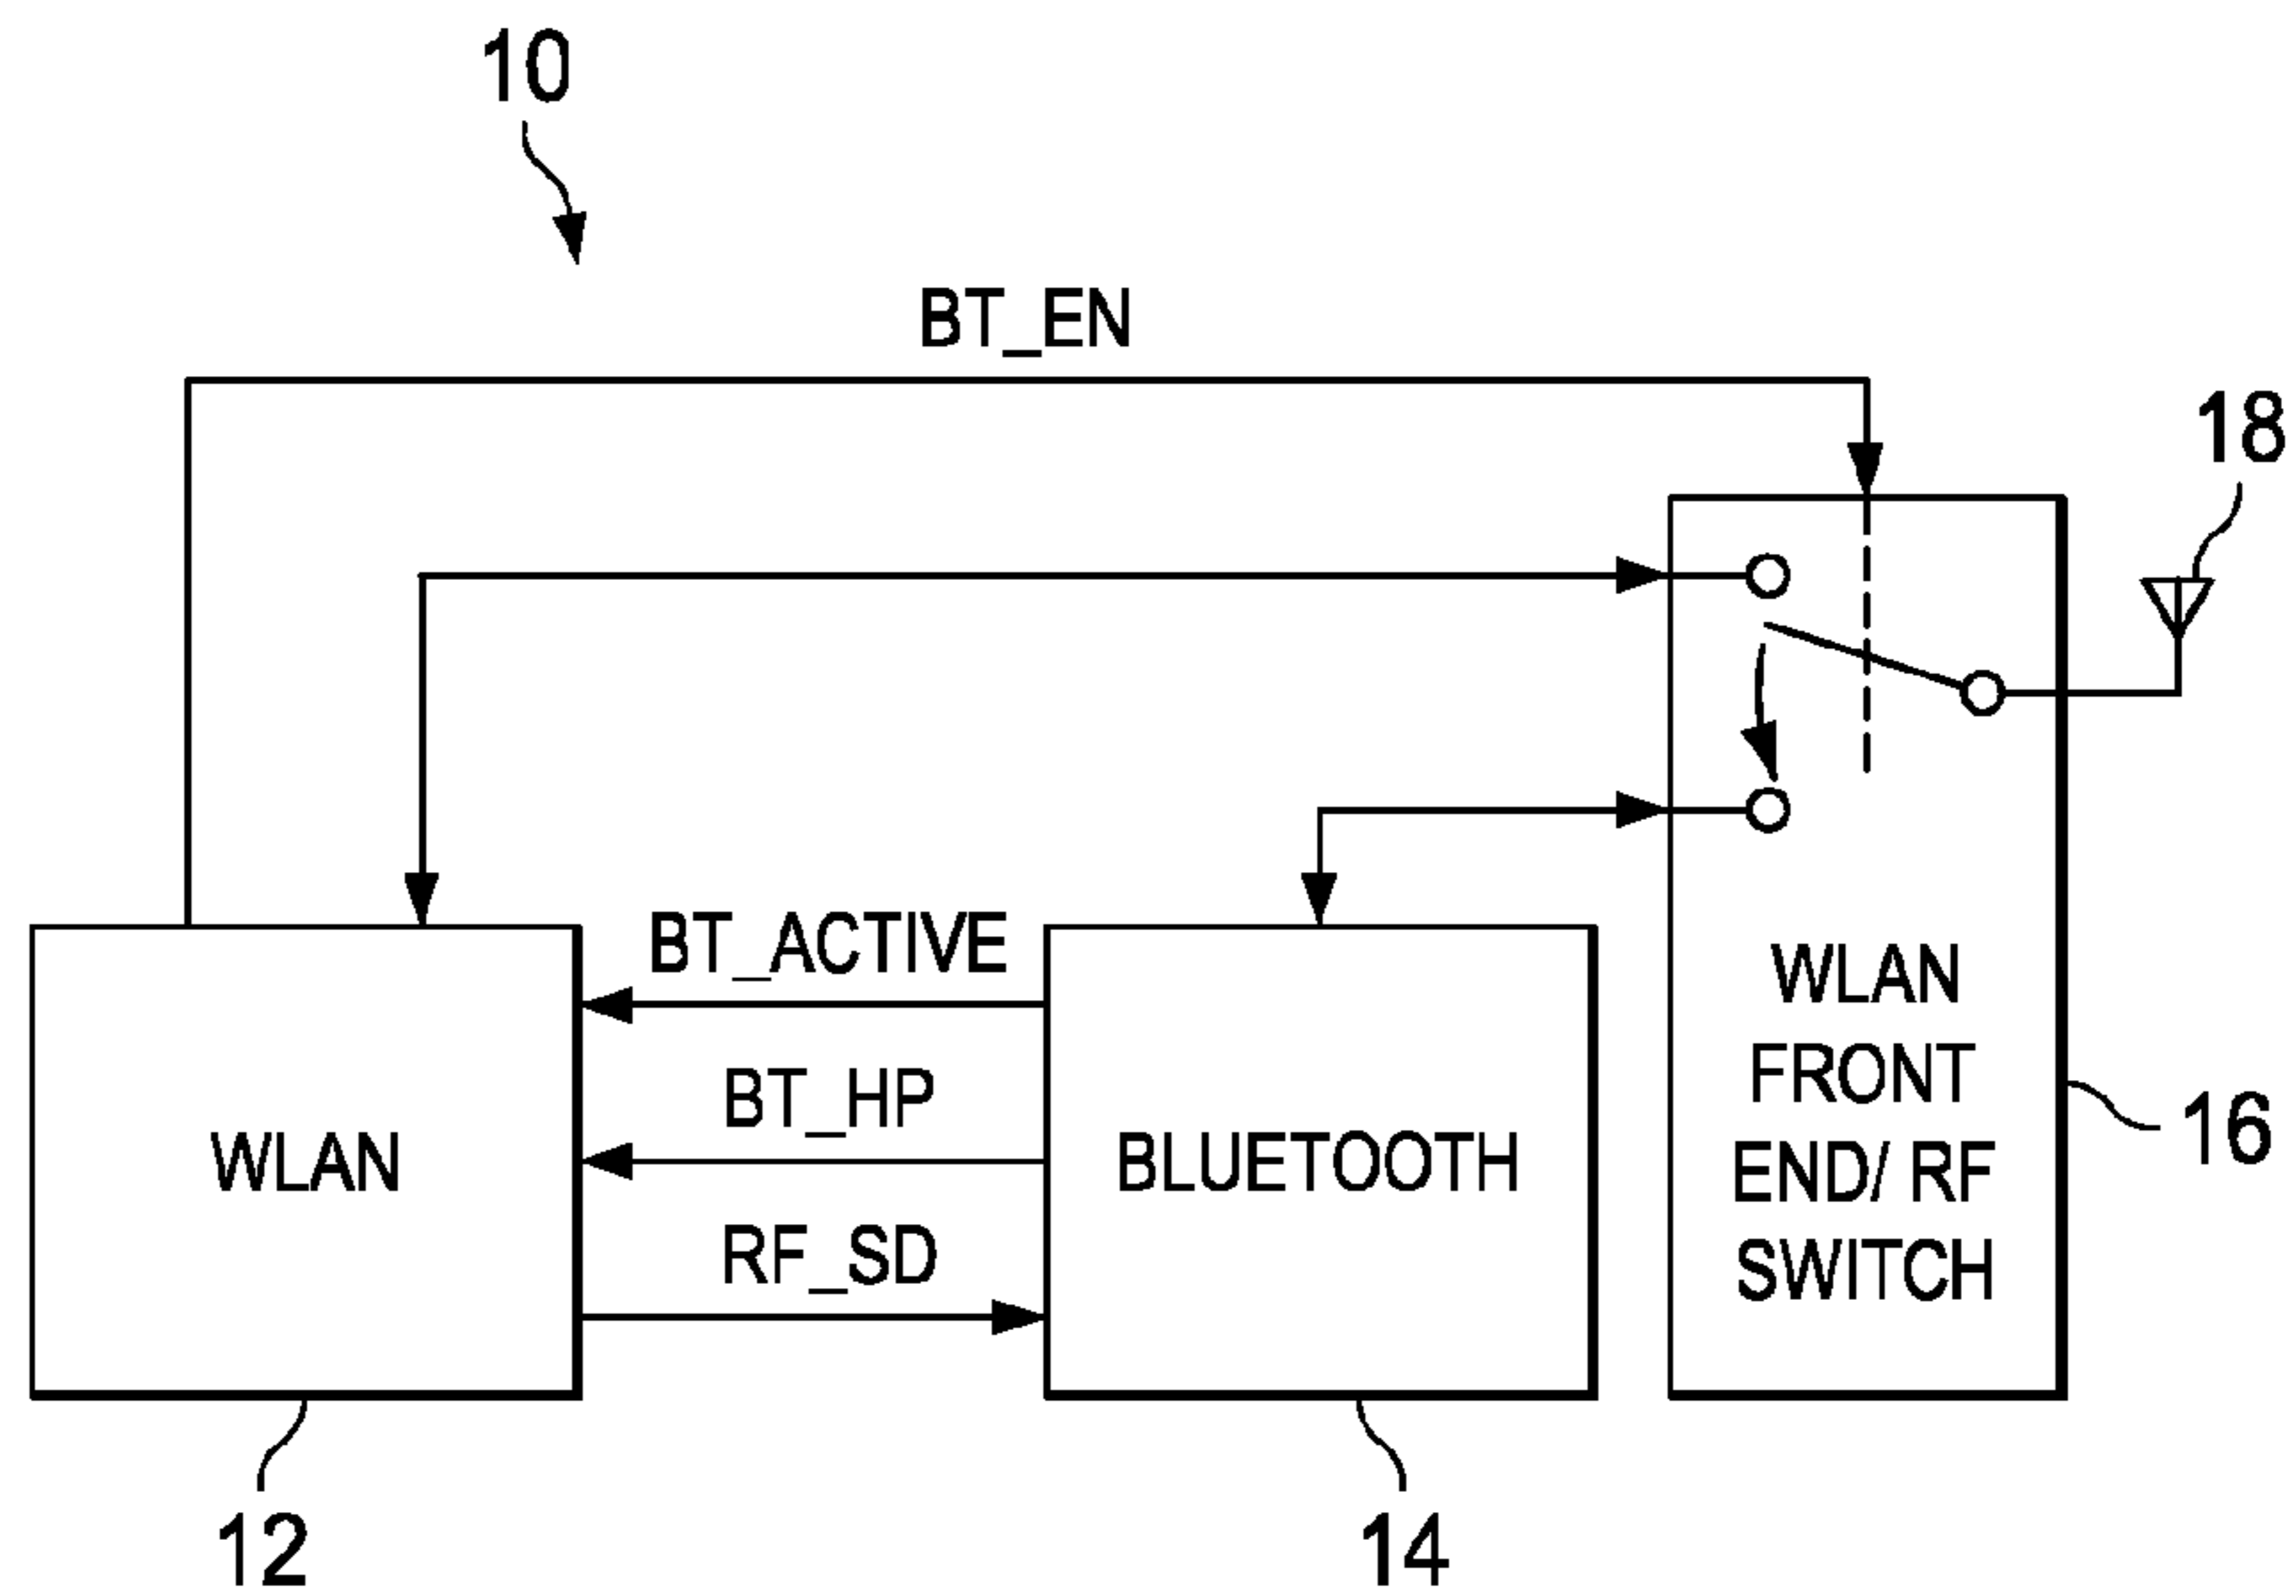 10
BT_EN
18
BT_ACTIVE
BT_HP
RF_SD
WLAN
BLUETOOTH
WLAN
FRONT
END/ RF
SWITCH
16
12
14